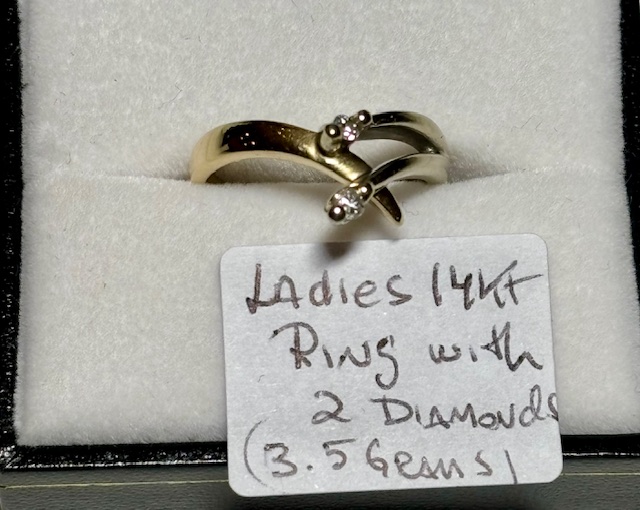 Ladies 14Kt
Ring with
2 Diamonds
(3.5 Grams)